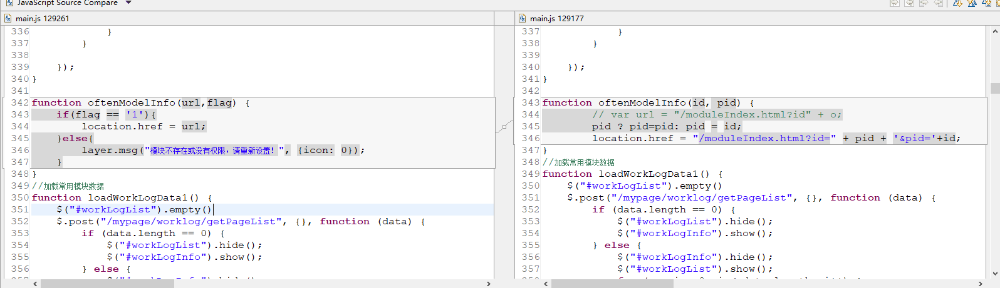 JavaScript Source Compare
main.js 129261
336            }
337        }
338
339    });
340 }
341
342 function oftenModelInfo(url,flag) {
343    if(flag == '1'){
344        location.href = url;
345    }else{
346        layer.msg("模块不存在或没有权限，请重新设置！", {icon: 0});
347    }
348 }
349 //加载常用模块数据
350 function loadWorkLogData1() {
351    $("#workLogList").empty()
352    $.post("/mypage/worklog/getPageList", {}, function (data) {
353        if (data.length == 0) {
354            $("#workLogList").hide();
355            $("#workLogInfo").show();
356        } else {
main.js 129177
337            }
338        }
339
340    });
341 }
342
343 function oftenModelInfo(id, pid) {
344        // var url = "/moduleIndex.html?id" + o;
345        pid ? pid=pid: pid = id;
346        location.href = "/moduleIndex.html?id=" + pid + '&pid='+id;
347 }
348 //加载常用模块数据
349 function loadWorkLogData1() {
350    $("#workLogList").empty()
351    $.post("/mypage/worklog/getPageList", {}, function (data) {
352        if (data.length == 0) {
353            $("#workLogList").hide();
354            $("#workLogInfo").show();
355        } else {
356            $("#workLogInfo").hide();
357            $("#workLogList").show();